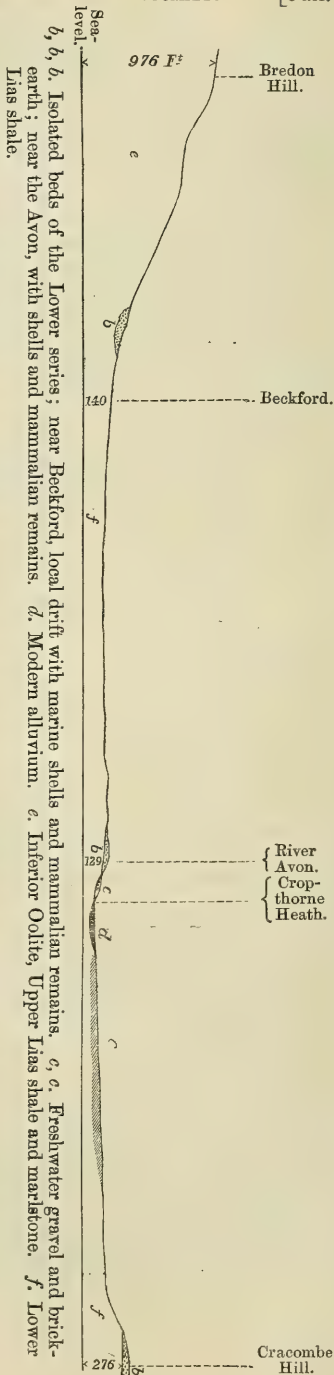 [
976 Ft
Bredon
Hill.
Sea-
level.
e
b
140
Beckford.
f
b
129
River
Avon.
c
Crop-
thorne
Heath.
d
c
f
276
Cracombe
Hill.
b
b, b, b. Isolated beds of the Lower series; near Beckford, local drift with marine shells and mammalian remains. c, c. Freshwater gravel and brick-
earth; near the Avon, with shells and mammalian remains. d. Modern alluvium. e. Inferior Oolite, Upper Lias shale and marlstone. f. Lower
Lias shale.